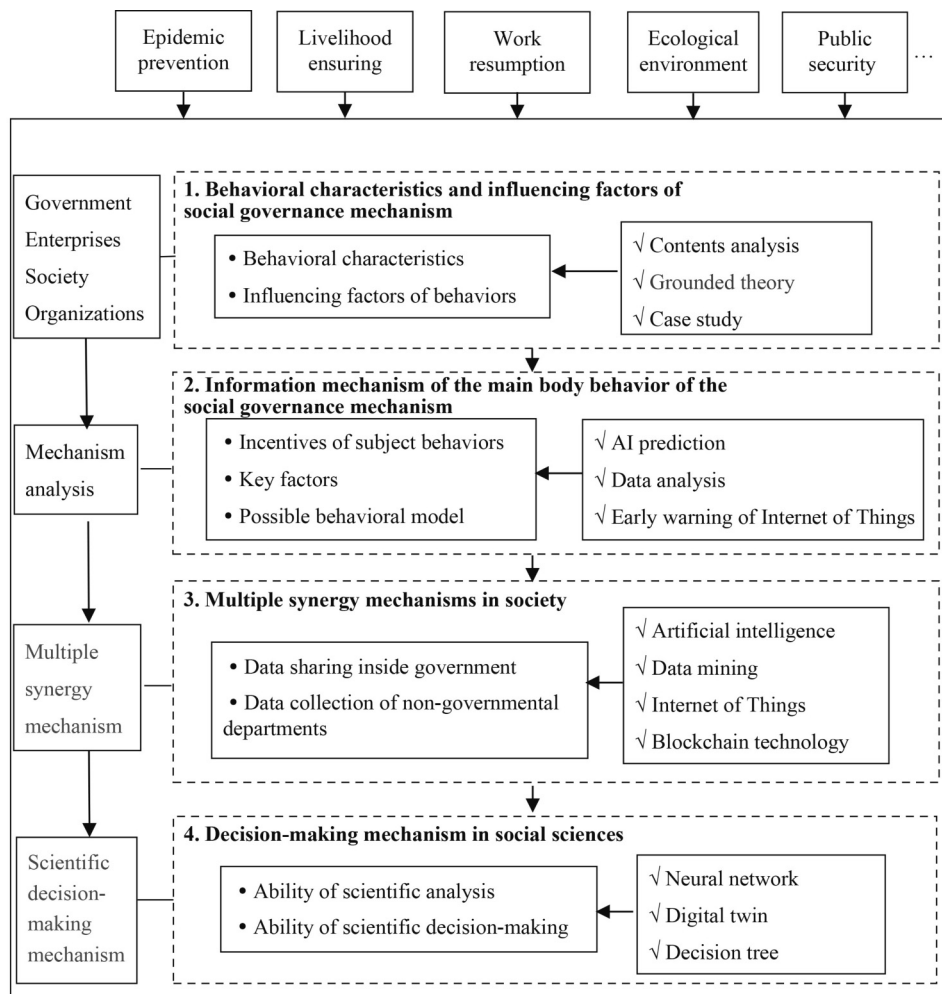 Epidemic
prevention
Livelihood
ensuring
Work
resumption
Ecological
environment
Public
security
...
Government
Enterprises
Society
Organizations
1. Behavioral characteristics and influencing factors of
social governance mechanism
• Behavioral characteristics
• Influencing factors of behaviors
√ Contents analysis
√ Grounded theory
√ Case study
Mechanism
analysis
2. Information mechanism of the main body behavior of the
social governance mechanism
• Incentives of subject behaviors
• Key factors
• Possible behavioral model
√ AI prediction
√ Data analysis
√ Early warning of Internet of Things
Multiple
synergy
mechanism
3. Multiple synergy mechanisms in society
• Data sharing inside government
• Data collection of non-governmental
departments
√ Artificial intelligence
√ Data mining
√ Internet of Things
√ Blockchain technology
Scientific
decision-
making
mechanism
4. Decision-making mechanism in social sciences
• Ability of scientific analysis
• Ability of scientific decision-making
√ Neural network
√ Digital twin
√ Decision tree